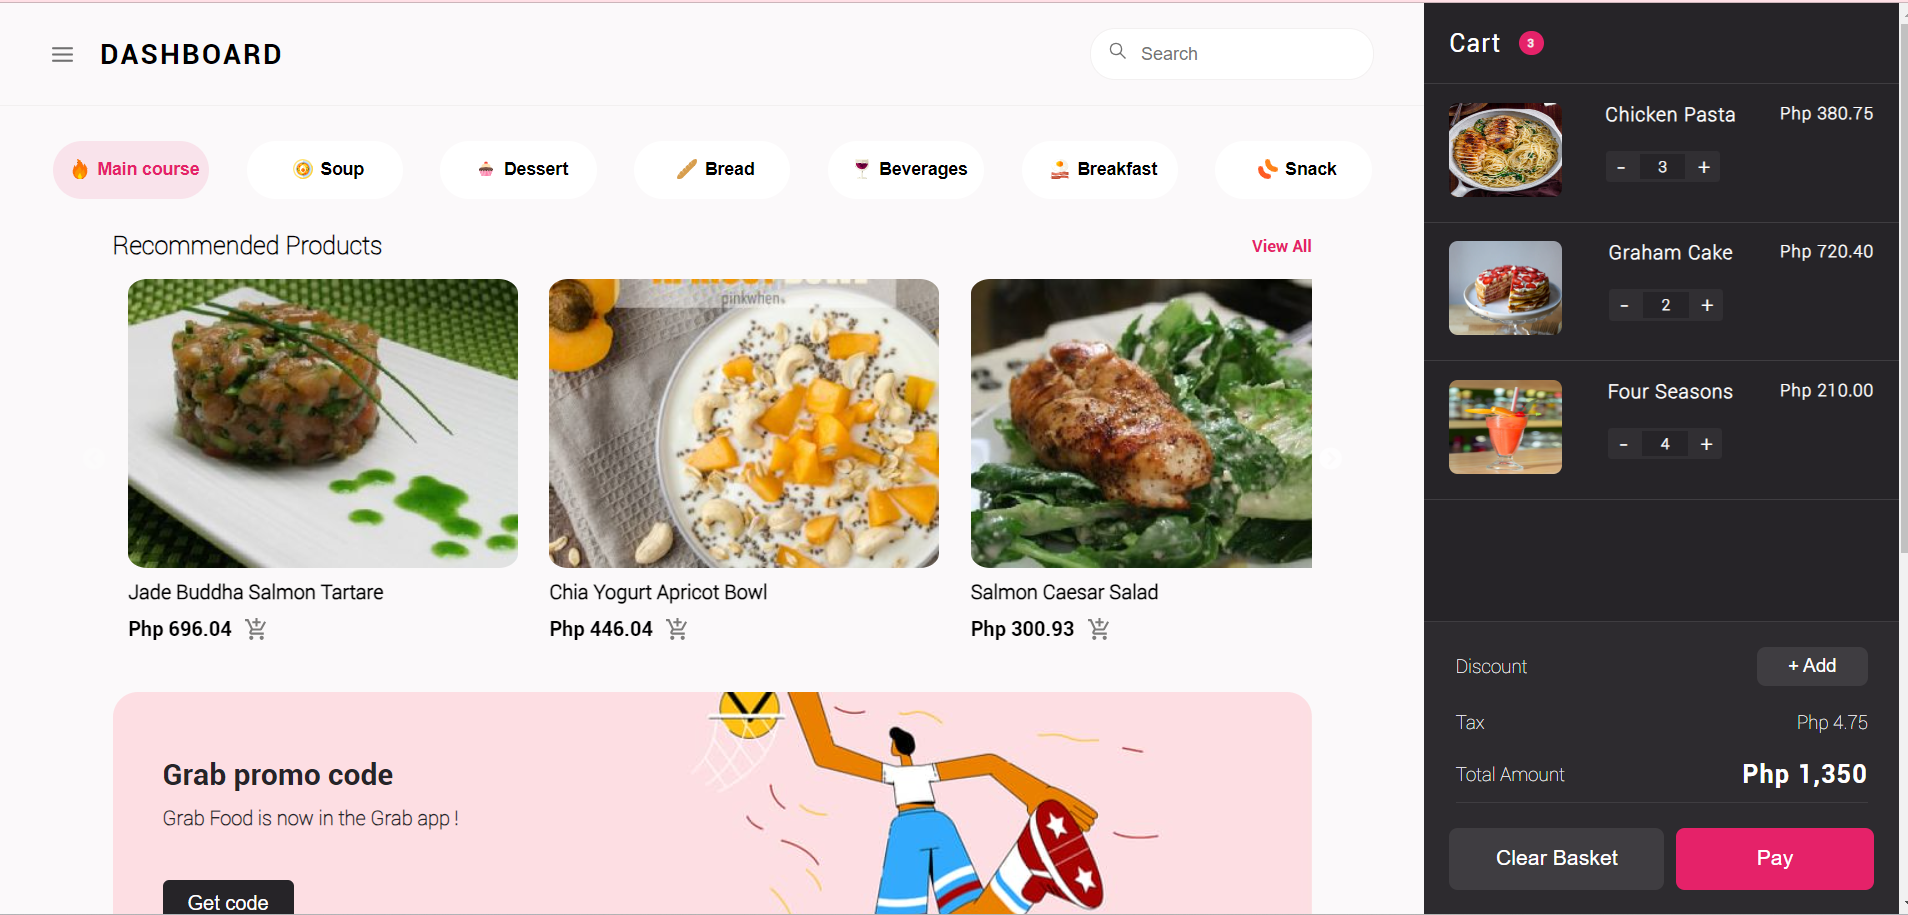 DASHBOARD
Search
Main course
Soup
Dessert
Bread
Beverages
Breakfast
Snack
Recommended Products
View All
pinkwhen
Jade Buddha Salmon Tartare
Php 696.04
Chia Yogurt Apricot Bowl
Php 446.04
Salmon Caesar Salad
Php 300.93
Grab promo code
Grab Food is now in the Grab app !
Get code
Cart 3
Chicken Pasta
Php 380.75
- 3 +
Graham Cake
Php 720.40
- 2 +
Four Seasons
Php 210.00
- 4 +
Discount
+ Add
Tax
Php 4.75
Total Amount
Php 1,350
Clear Basket
Pay